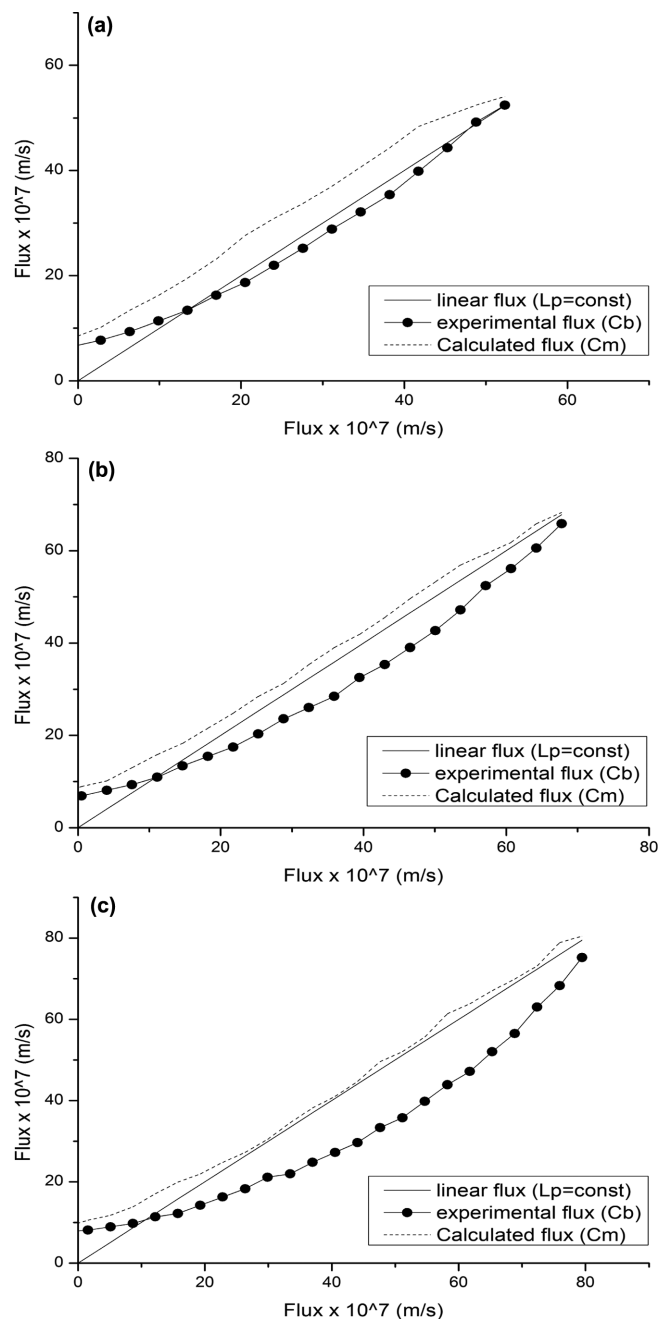 (a)
60
40
20
0
Flux x 10^7 (m/s)
linear flux (Lp=const)
experimental flux (Cb)
Calculated flux (Cm)
0
20
40
60
Flux x 10^7 (m/s)
(b)
80
60
40
20
0
Flux x 10^7 (m/s)
linear flux (Lp=const)
experimental flux (Cb)
Calculated flux (Cm)
0
20
40
60
80
Flux x 10^7 (m/s)
(c)
80
60
40
20
0
Flux x 10^7 (m/s)
linear flux (Lp=const)
experimental flux (Cb)
Calculated flux (Cm)
0
20
40
60
80
Flux x 10^7 (m/s)